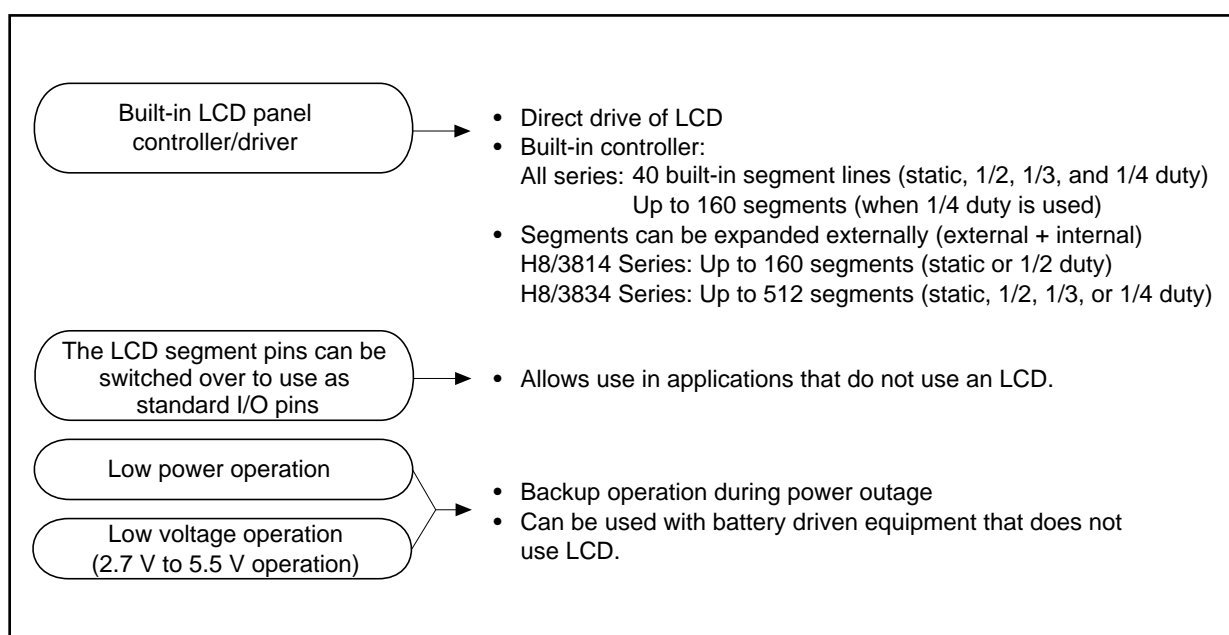 Built-in LCD panel
controller/driver
• Direct drive of LCD
• Built-in controller:
All series: 40 built-in segment lines (static, 1/2, 1/3, and 1/4 duty)
Up to 160 segments (when 1/4 duty is used)
• Segments can be expanded externally (external + internal)
H8/3814 Series: Up to 160 segments (static or 1/2 duty)
H8/3834 Series: Up to 512 segments (static, 1/2, 1/3, or 1/4 duty)
The LCD segment pins can be
switched over to use as
standard I/O pins
• Allows use in applications that do not use an LCD.
Low power operation
Low voltage operation
(2.7 V to 5.5 V operation)
• Backup operation during power outage
• Can be used with battery driven equipment that does not
use LCD.